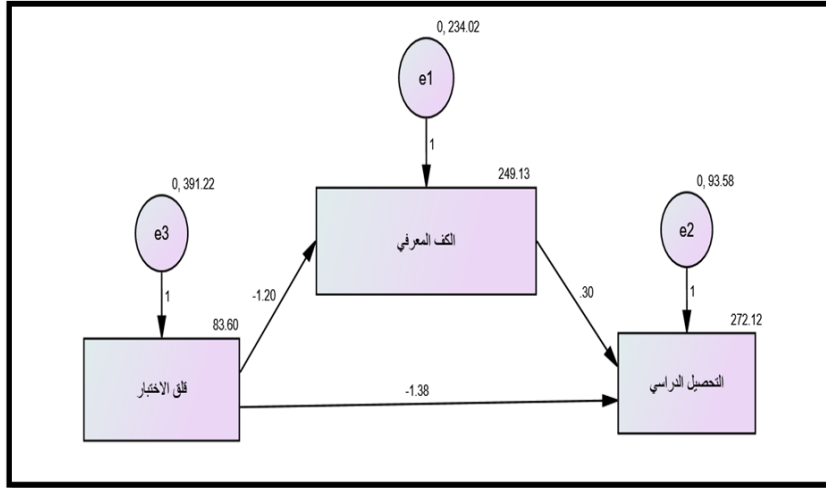 0, 234.02
e1
1
249.13
الكف المعرفي
0, 391.22
e3
1
0, 93.58
e2
1
-1.20
.30
83.60
قلق الاختبار
272.12
التحصيل الدراسي
-1.38